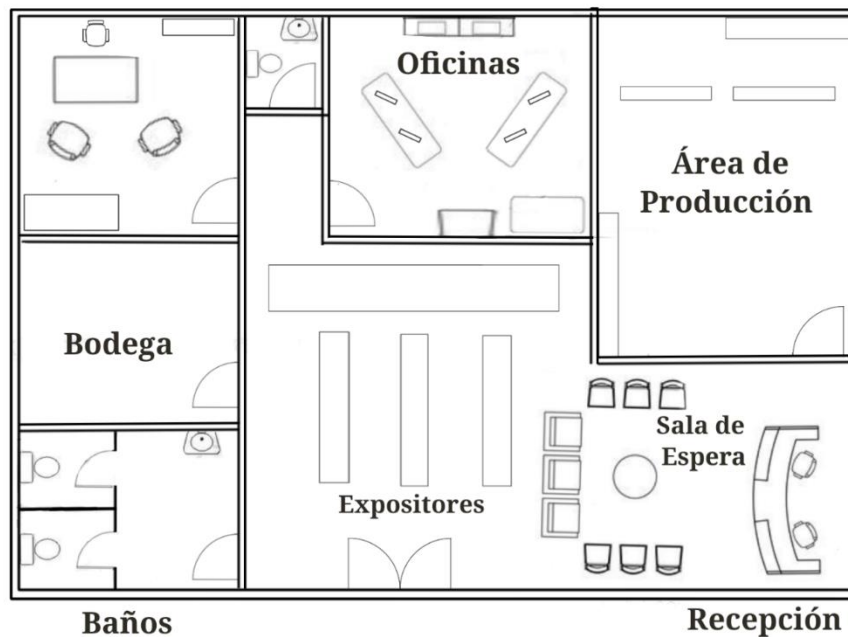 Oficinas
Área de
Producción
Bodega
Sala de
Espera
Expositores
Baños
Recepción